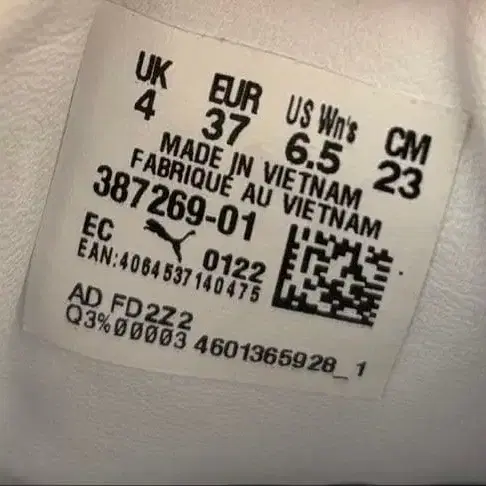 UK EUR US Wn's CM
4 37 6.5 23
MADE IN VIETNAM
FABRIQUÉ AU VIETNAM
387269-01
EC 0122
EAN:4064537140475
AD FD2Z2
Q3%00003 4601365928_1